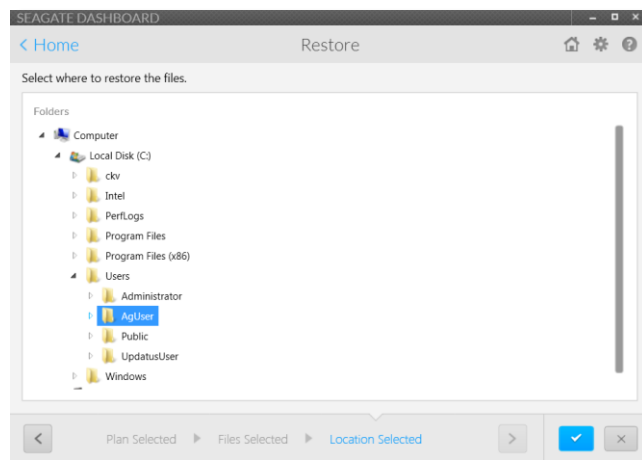 SEAGATE DASHBOARD
Home
Restore
Select where to restore the files.
Folders
Computer
Local Disk (C:)
ckv
Intel
PerfLogs
Program Files
Program Files (x86)
Users
Administrator
AgUser
Public
UpdatusUser
Windows
Plan Selected
Files Selected
Location Selected